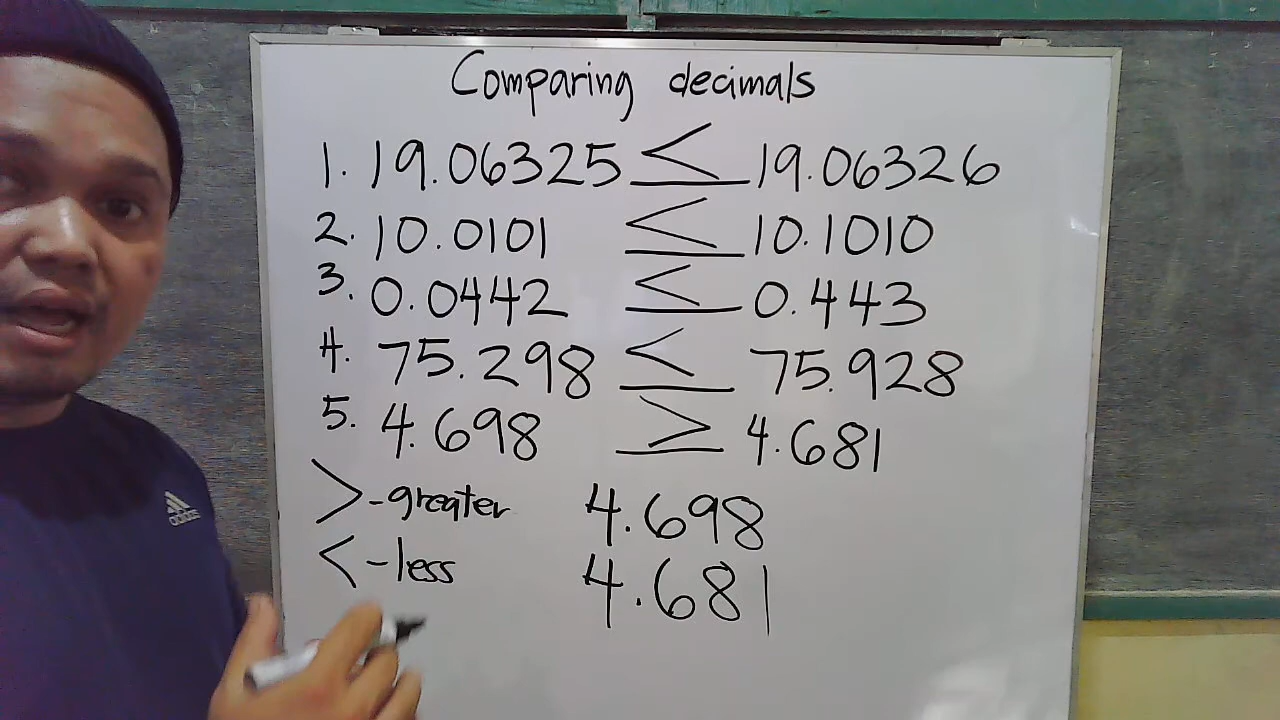 Comparing decimals
1. 19.06325 < 19.06326
2. 10.0101 < 10.1010
3. 0.0442 < 0.443
4. 75.298 < 75.928
5. 4.698 > 4.681
> - greater 4.698
< - less 4.681
adidas